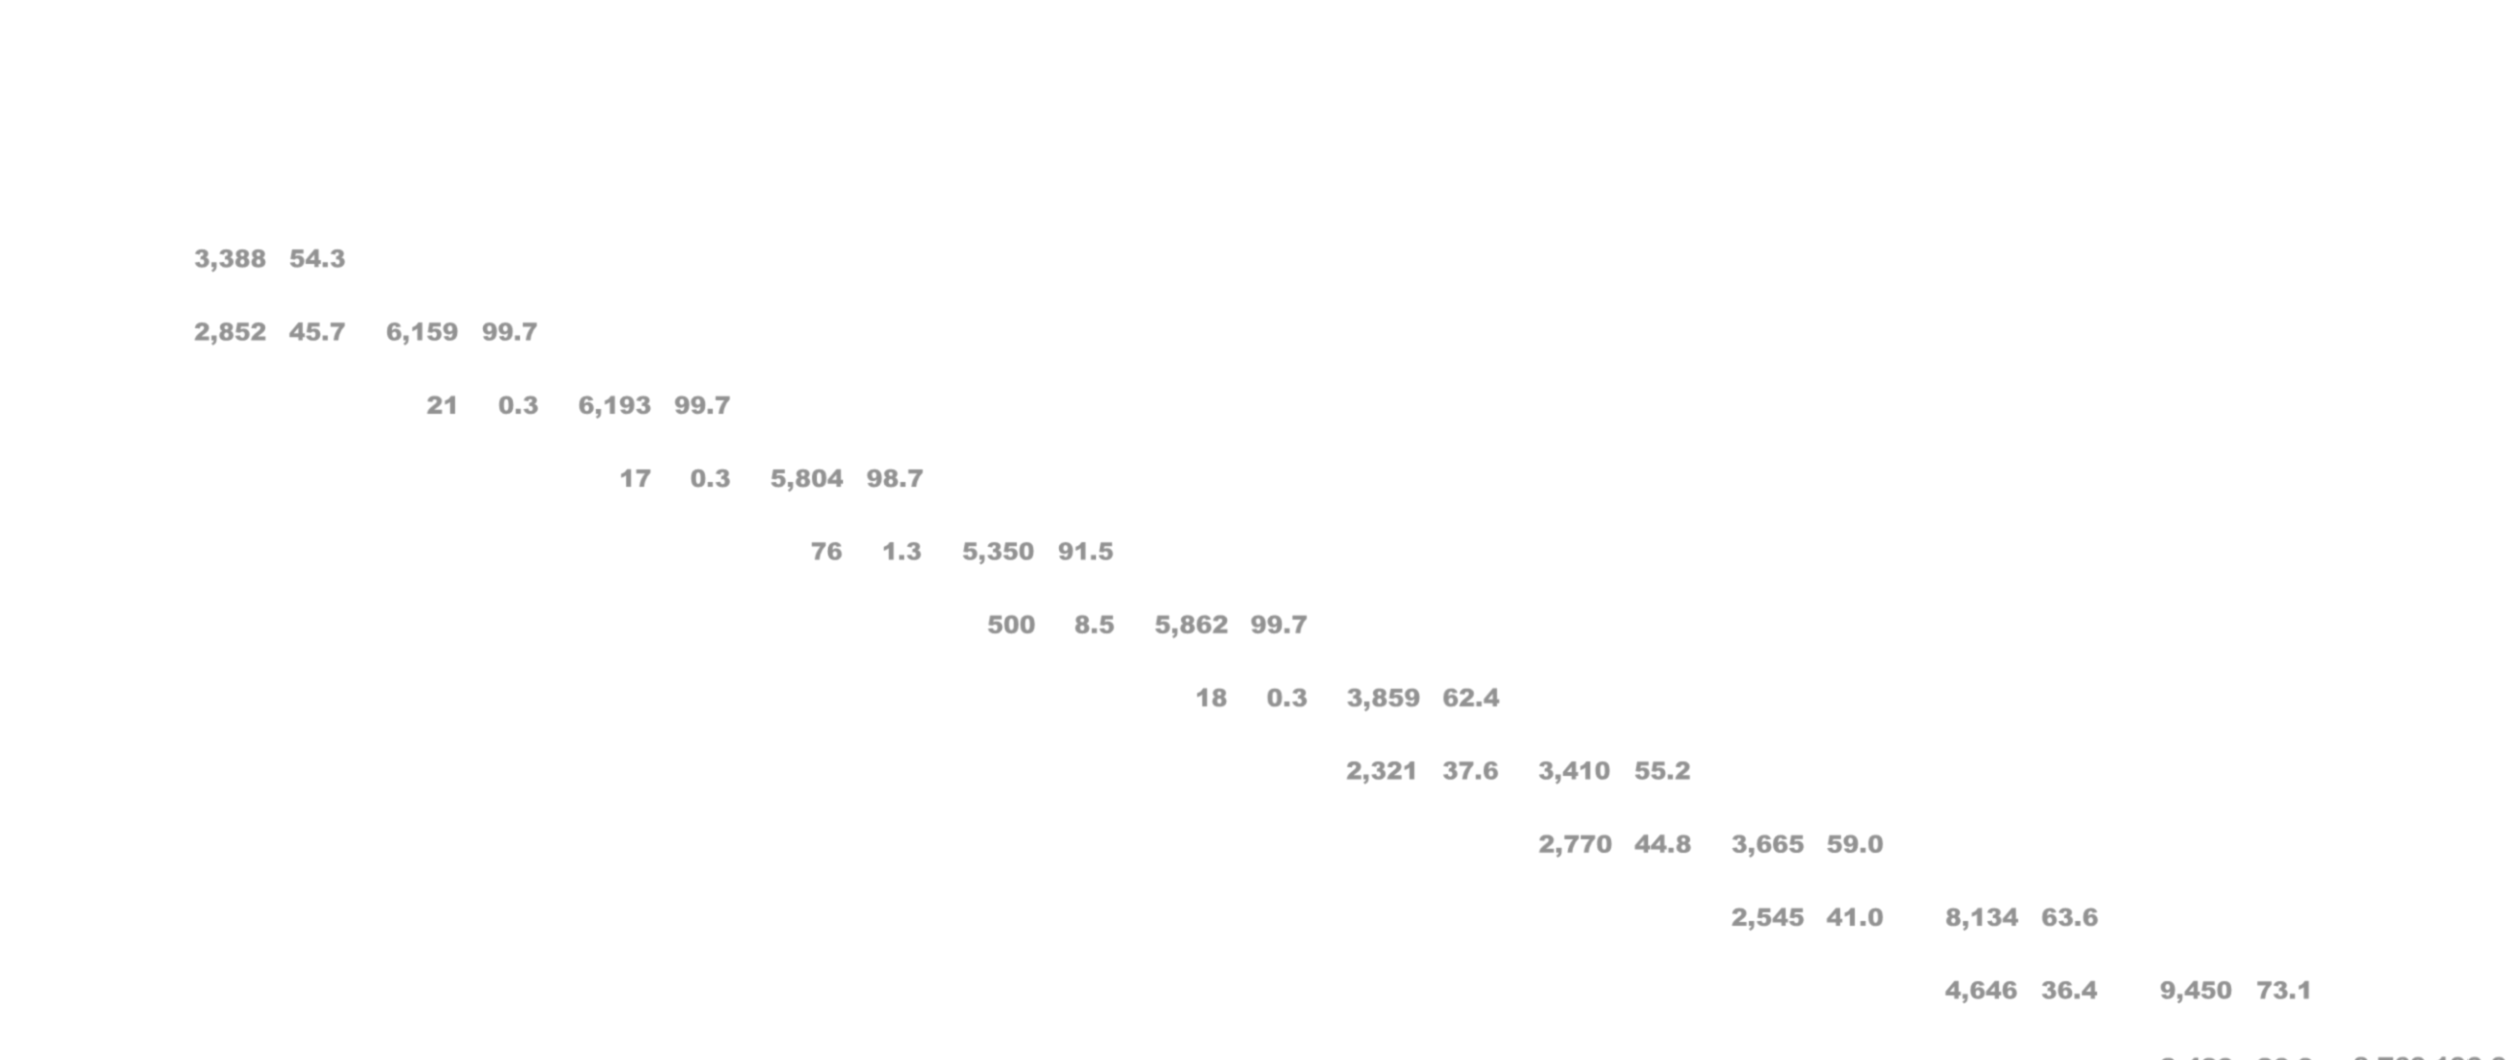 3,388 54.3
2,852 45.7 6,159 99.7
21 0.3 6,193 99.7
17 0.3 5,804 98.7
76 1.3 5,350 91.5
500 8.5 5,862 99.7
18 0.3 3,859 62.4
2,321 37.6 3,410 55.2
2,770 44.8 3,665 59.0
2,545 41.0 8,134 63.6
4,646 36.4 9,450 73.1